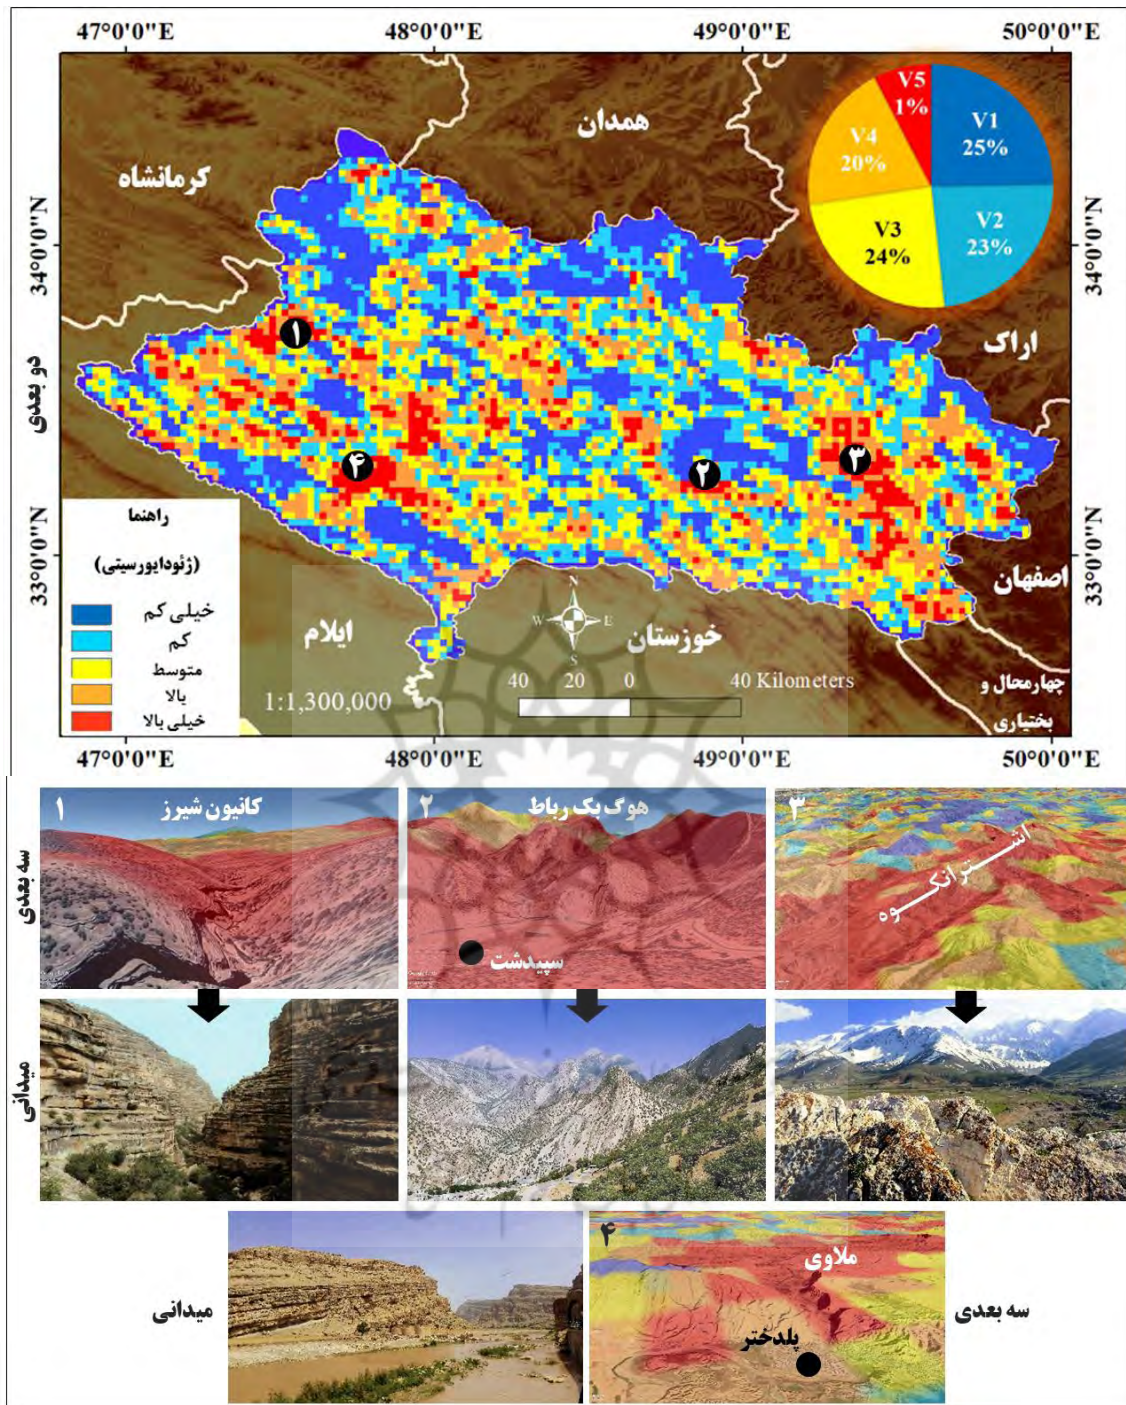 47°0'0"E 48°0'0"E 49°0'0"E 50°0'0"E
همدان
کرمانشاه
V5
1%
V1
25%
V4
20%
V3
24%
V2
23%
34°0'0"N
34°0'0"N
دو بعدی
۱
اراک
۴
۲
۳
33°0'0"N
33°0'0"N
راهنما
(ژئودایورسیتی)
خیلی کم
کم
متوسط
بالا
خیلی بالا
اصفهان
ایلام
خوزستان
N
W E
S
چهارمحال و
بختیاری
1:1,300,000
40 20 0 40 Kilometers
47°0'0"E 48°0'0"E 49°0'0"E 50°0'0"E
سه بعدی
۱
کانیون شیرز
۲
هوگ بک رباط
سپیددشت
۳
اشترانکوه
میدانی
میدانی
۴
ملاوی
پلدختر
سه بعدی